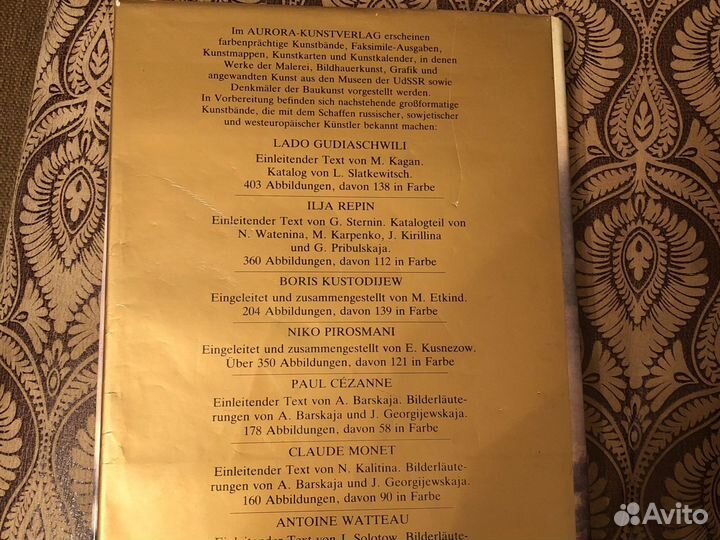 Im AURORA-KUNSTVERLAG erscheinen
farbenprächtige Kunstbände, Faksimile-Ausgaben,
Kunstmappen, Kunstkarten und Kunstkalender, in denen
Werke der Malerei, Bildhauerkunst, Grafik und
angewandten Kunst aus den Museen der UdSSR sowie
Denkmäler der Baukunst vorgestellt werden.
In Vorbereitung befinden sich nachstehende großformatige
Kunstbände, die mit dem Schaffen russischer, sowjetischer
und westeuropäischer Künstler bekannt machen:
LADO GUDIASCHWILI
Einleitender Text von M. Kagan.
Katalog von L. Slatkewitsch.
403 Abbildungen, davon 138 in Farbe
ILJA REPIN
Einleitender Text von G. Sternin. Katalogteil von
N. Watenina, M. Karpenko, J. Kirillina
und G. Pribulskaja.
360 Abbildungen, davon 112 in Farbe
BORIS KUSTODIJEW
Eingeleitet und zusammengestellt von M. Etkind.
204 Abbildungen, davon 139 in Farbe
NIKO PIROSMANI
Eingeleitet und zusammengestellt von E. Kusnezow.
Über 350 Abbildungen, davon 121 in Farbe
PAUL CÉZANNE
Einleitender Text von A. Barskaja. Bilderläute-
rungen von A. Barskaja und J. Georgijewskaja.
178 Abbildungen, davon 58 in Farbe
CLAUDE MONET
Einleitender Text von N. Kalitina. Bilderläute-
rungen von A. Barskaja und J. Georgijewskaja.
160 Abbildungen, davon 90 in Farbe
ANTOINE WATTEAU
Einleitender Text von I. Solotow. Bilderläute-
Avito